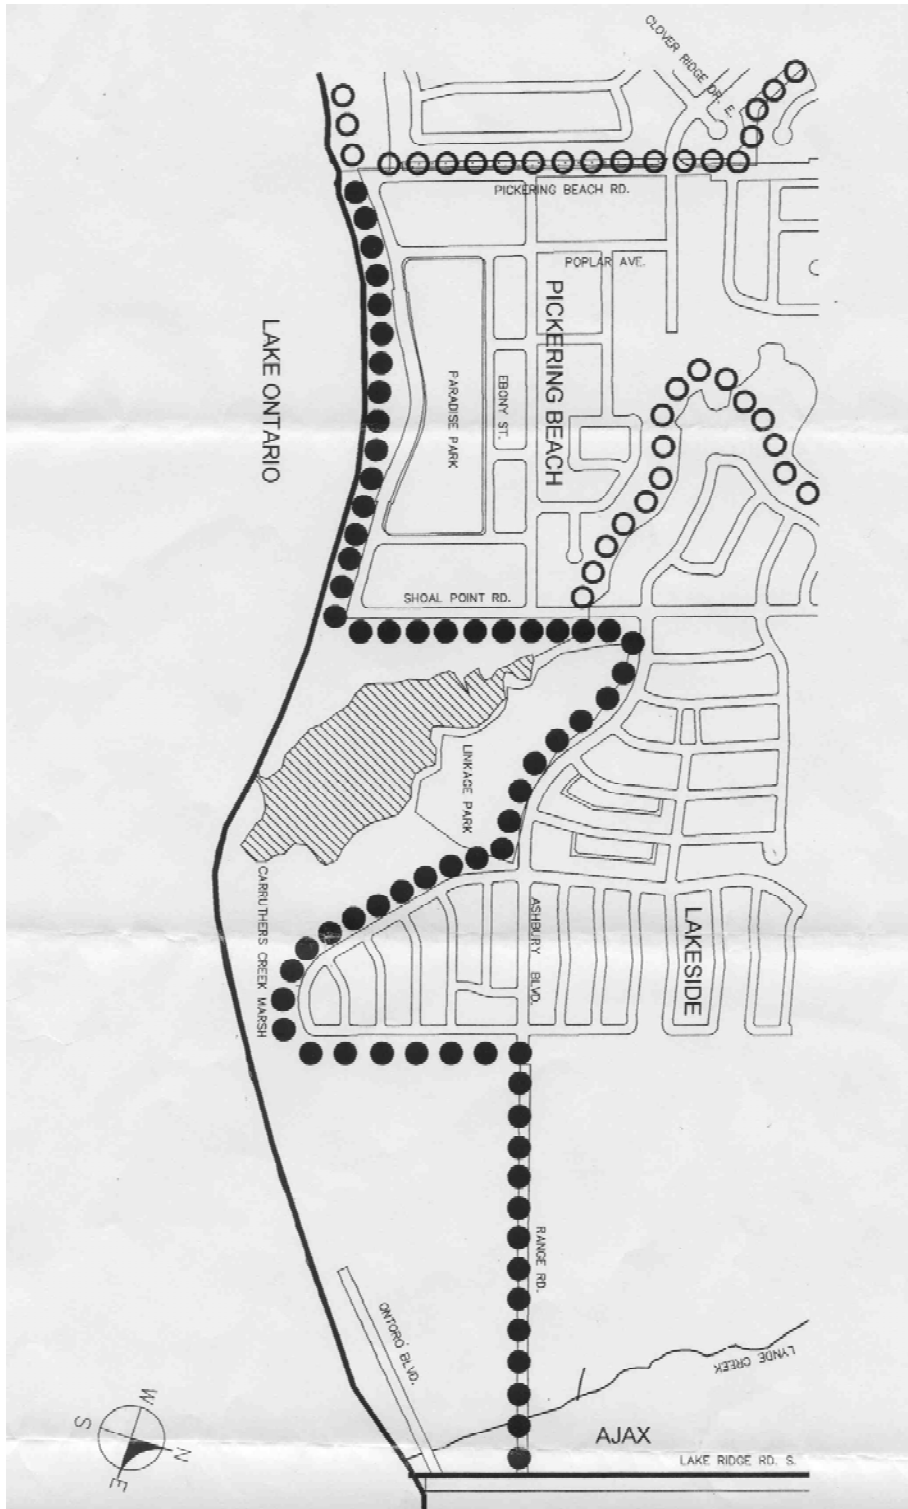 CLOVER RIDGE DR. E.
PICKERING BEACH RD.
POPLAR AVE.
PICKERING BEACH
LAKE ONTARIO
PARADISE PARK
EBONY ST.
SHOAL POINT RD.
LINKAGE PARK
CARRUTHERS CREEK MARSH
ASHBURY BLVD.
LAKESIDE
RANGE RD.
ONTORO BLVD.
LYNDE CREEK
AJAX
LAKE RIDGE RD. S.
W
S
N
E